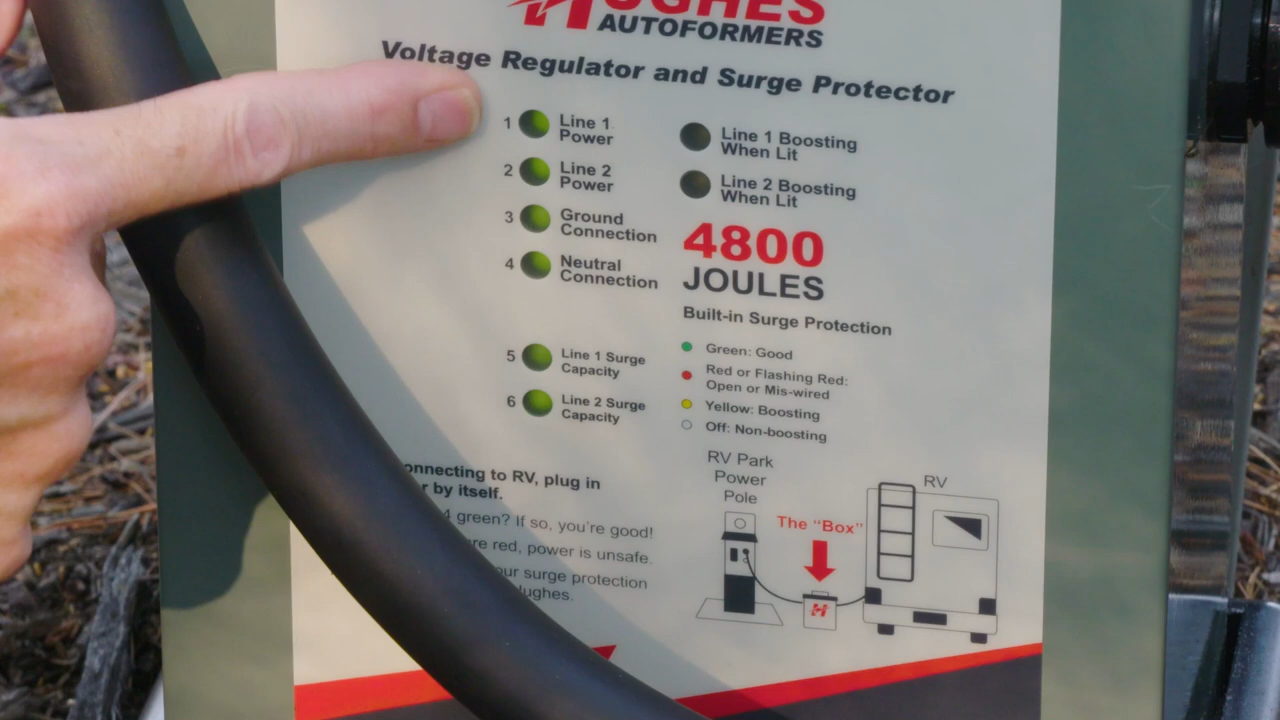 HUGHES
AUTOFORMERS
Voltage Regulator and Surge Protector
1 Line 1
Power
2 Line 2
Power
3 Ground
Connection
4 Neutral
Connection
5 Line 1 Surge
Capacity
6 Line 2 Surge
Capacity
Line 1 Boosting
When Lit
Line 2 Boosting
When Lit
4800
JOULES
Built-in Surge Protection
Green: Good
Red or Flashing Red:
Open or Mis-wired
Yellow: Boosting
Off: Non-boosting
onnecting to RV, plug in
r by itself.
4 green? If so, you're good!
re red, power is unsafe.
ur surge protection
ughes.
RV Park
Power
Pole
The "Box"
RV
H